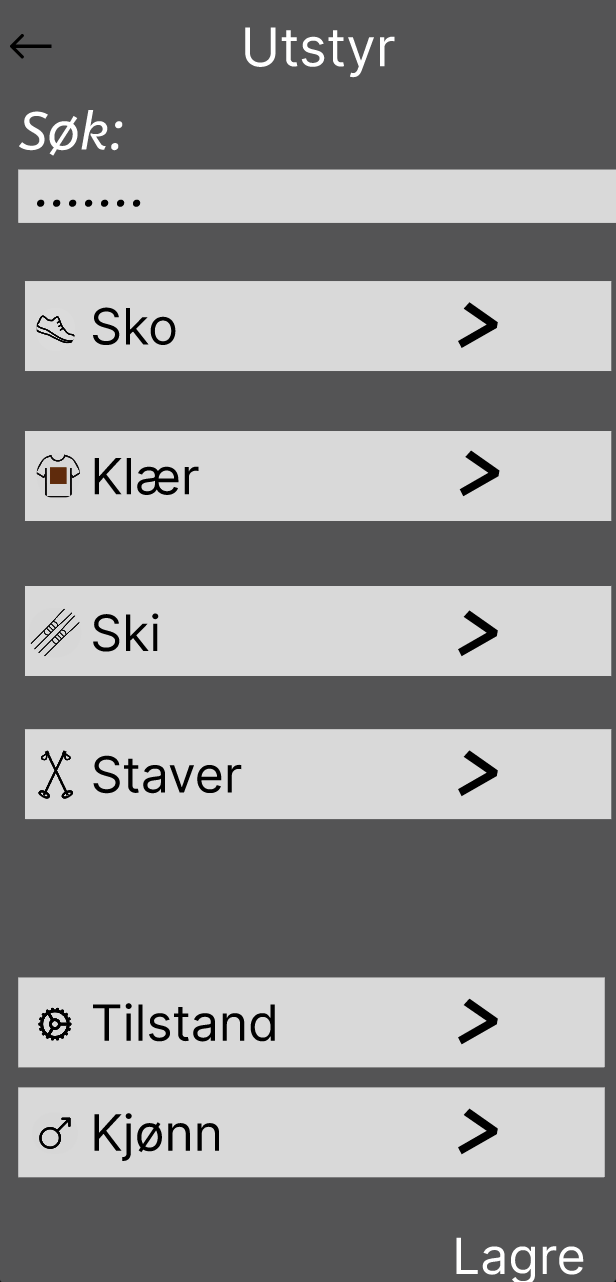 Utstyr
Søk:
.......
Sko >
Klær >
Ski >
Staver >
Tilstand >
Kjønn >
Lagre